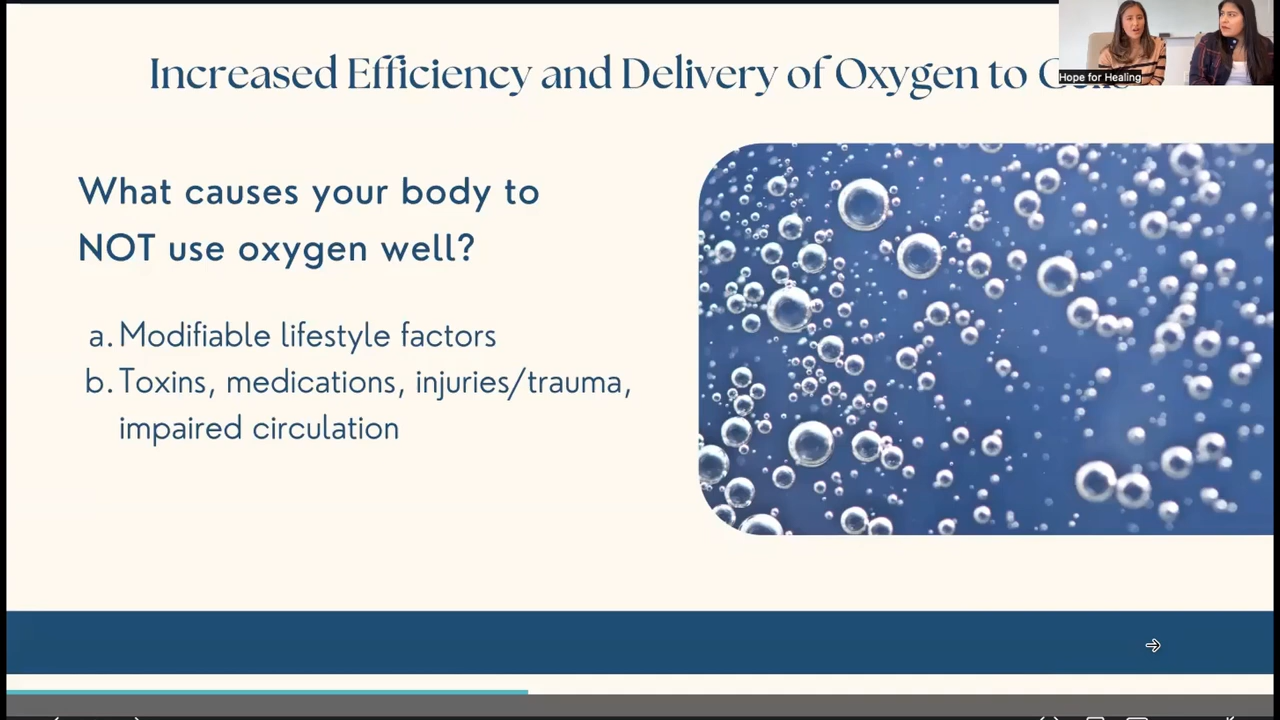 Increased Efficiency and Delivery of Oxygen to
Hope for Healing
What causes your body to
NOT use oxygen well?
a. Modifiable lifestyle factors
b. Toxins, medications, injuries/trauma,
impaired circulation